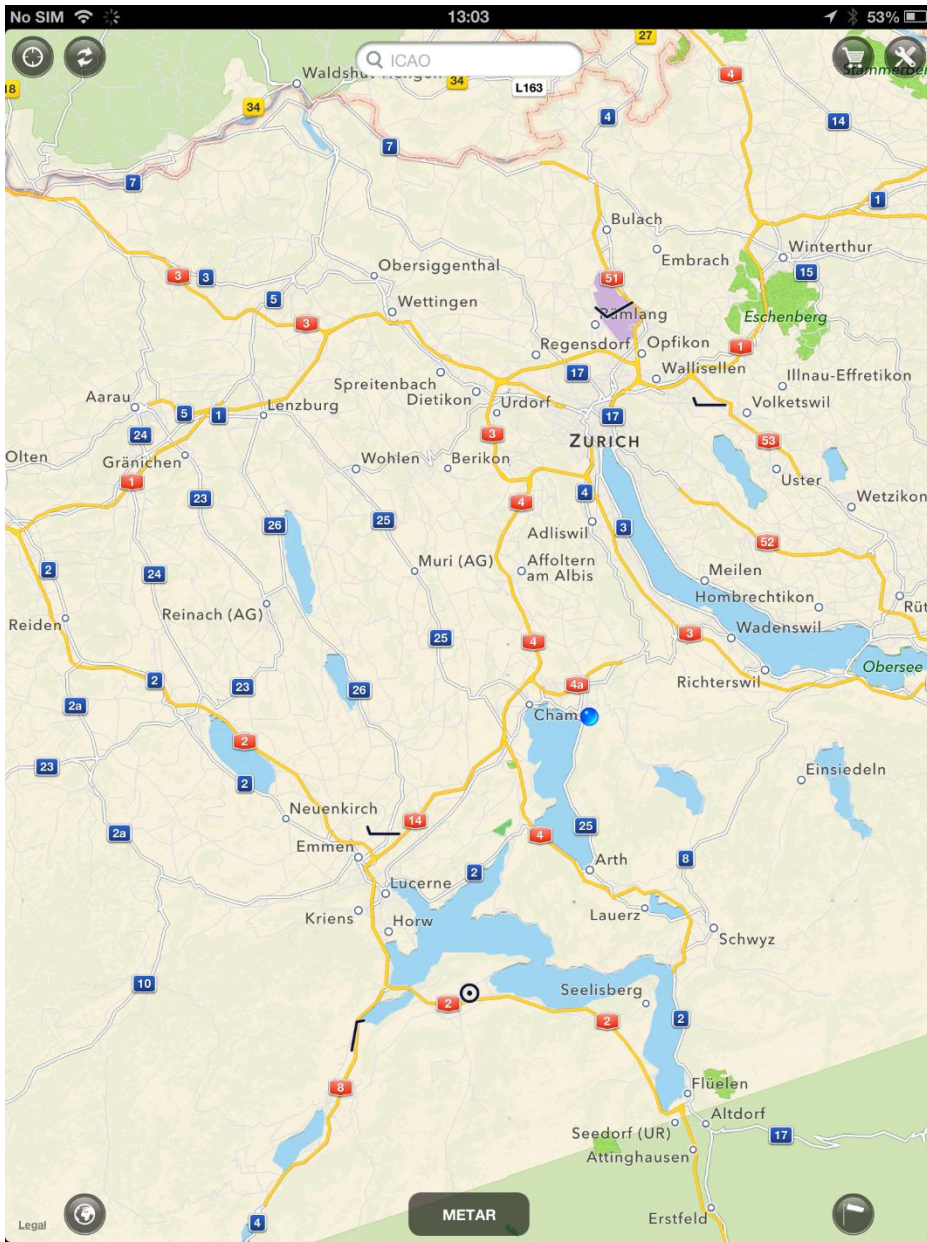 No SIM
13:03
53%
27
ICAO
4
Stammerber
Waldshut-Tiengen
34
L163
18
34
4
14
7
7
1
Bulach
Embrach
Winterthur
Obersiggenthal
3
3
51
15
5
Wettingen
3
Rümlang
Eschenberg
Regensdorf
Opfikon
1
Wallisellen
17
Illnau-Effretikon
Spreitenbach
Dietikon
Aarau
5
1
Lenzburg
Urdorf
17
Volketswil
24
3
ZURICH
53
Olten
Gränichen
Wohlen
Berikon
Uster
1
23
4
4
Wetzikon
26
25
Adliswil
3
52
2
24
Muri (AG)
Affoltern
am Albis
Meilen
Hombrechtikon
Reinach (AG)
Rüt
Reiden
25
4
3
Wadenswil
Obersee
2
23
26
4a
Richterswil
2a
Cham
2
23
2
Einsiedeln
Neuenkirch
2a
14
4
25
Emmen
8
2
Arth
Lucerne
Kriens
Horw
Lauerz
Schwyz
10
2
Seelisberg
2
2
8
Flüelen
Altdorf
Seedorf (UR)
17
Attinghausen
Legal
METAR
4
Erstfeld